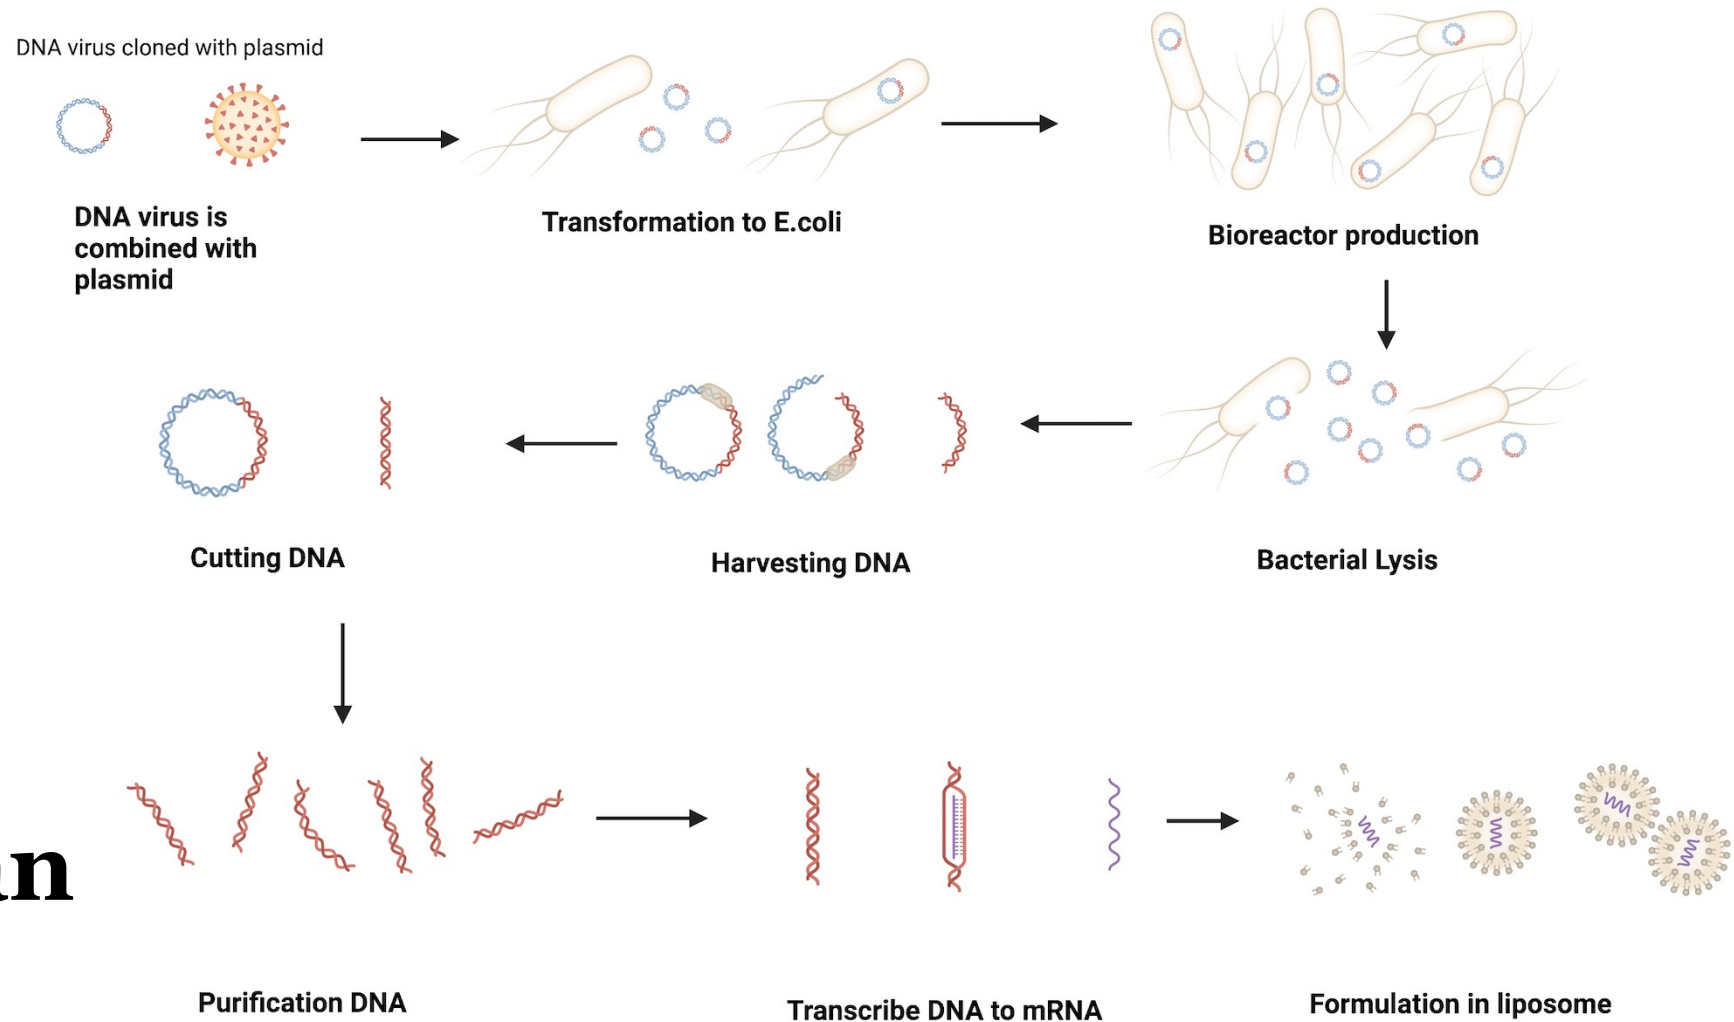 DNA virus cloned with plasmid
DNA virus is
combined with
plasmid
Transformation to E.coli
Bioreactor production
Cutting DNA
Harvesting DNA
Bacterial Lysis
Purification DNA
Transcribe DNA to mRNA
Formulation in liposome